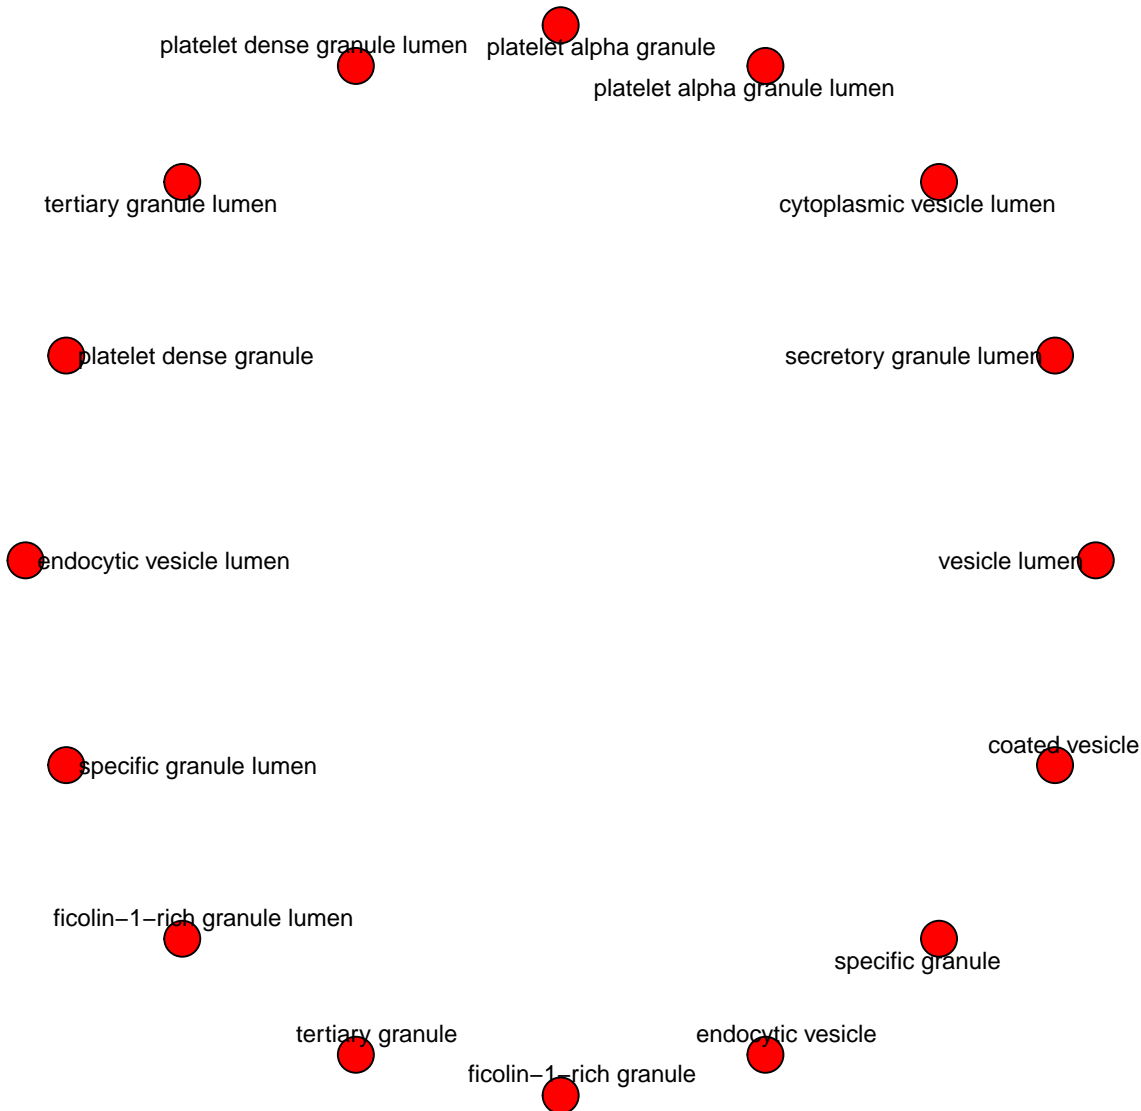 platelet dense granule lumen
platelet alpha granule
platelet alpha granule lumen
tertiary granule lumen
cytoplasmic vesicle lumen
platelet dense granule
secretory granule lumen
endocytic vesicle lumen
vesicle lumen
coated vesicle
specific granule lumen
ficolin−1−rich granule lumen
specific granule
tertiary granule
endocytic vesicle
ficolin−1−rich granule